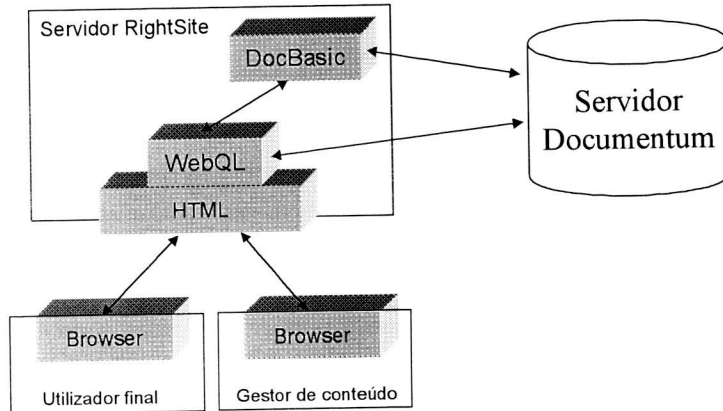 Servidor RightSite
DocBasic
Servidor
Documentum
WebQL
HTML
Browser
Browser
Utilizador final
Gestor de conteúdo